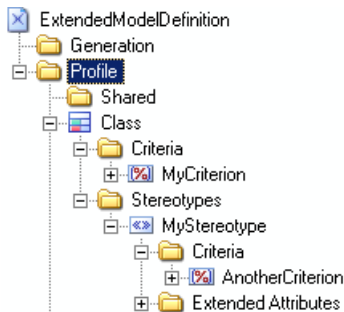 ExtendedModelDefinition
Generation
Profile
Shared
Class
Criteria
MyCriterion
Stereotypes
MyStereotype
Criteria
AnotherCriterion
Extended Attributes